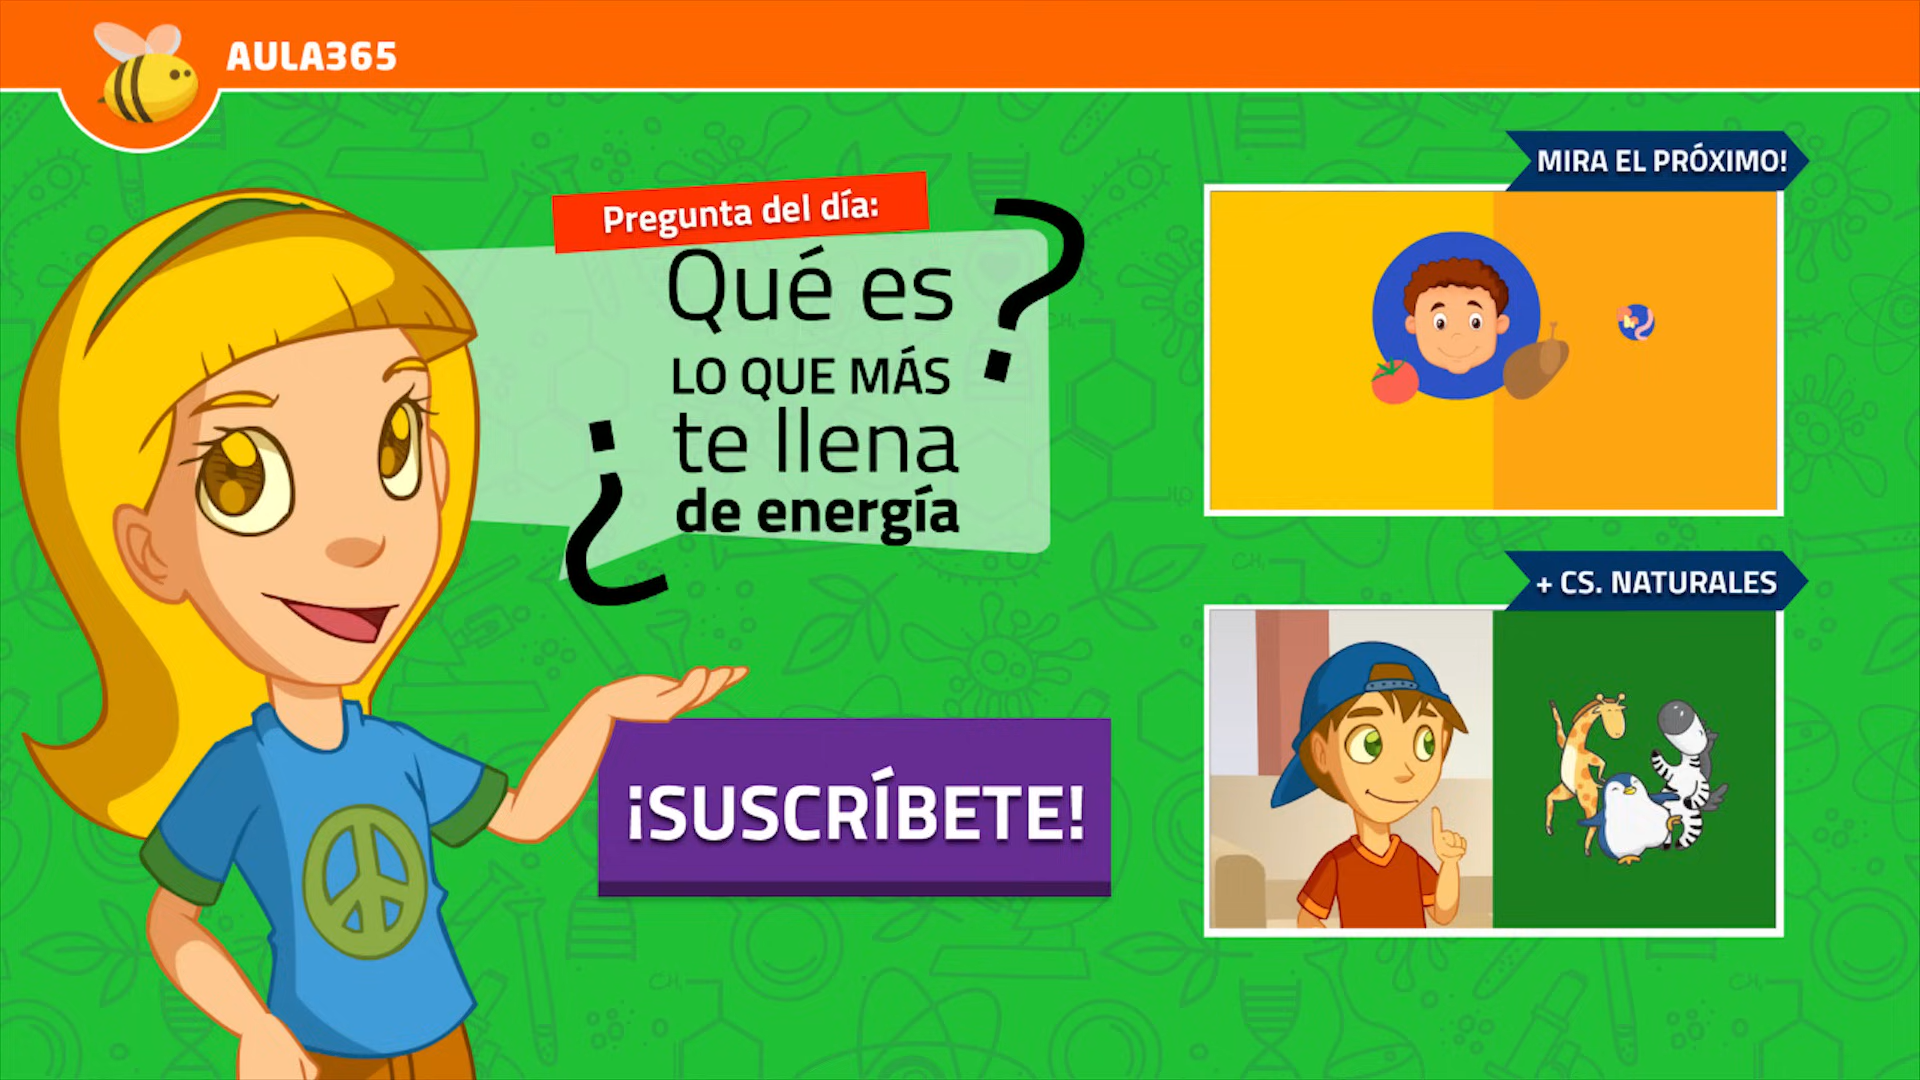 AULA365
Pregunta del día:
¿
Qué es
LO QUE MÁS
te llena
de energía
?
¡SUSCRÍBETE!
MIRA EL PRÓXIMO!
+ CS. NATURALES